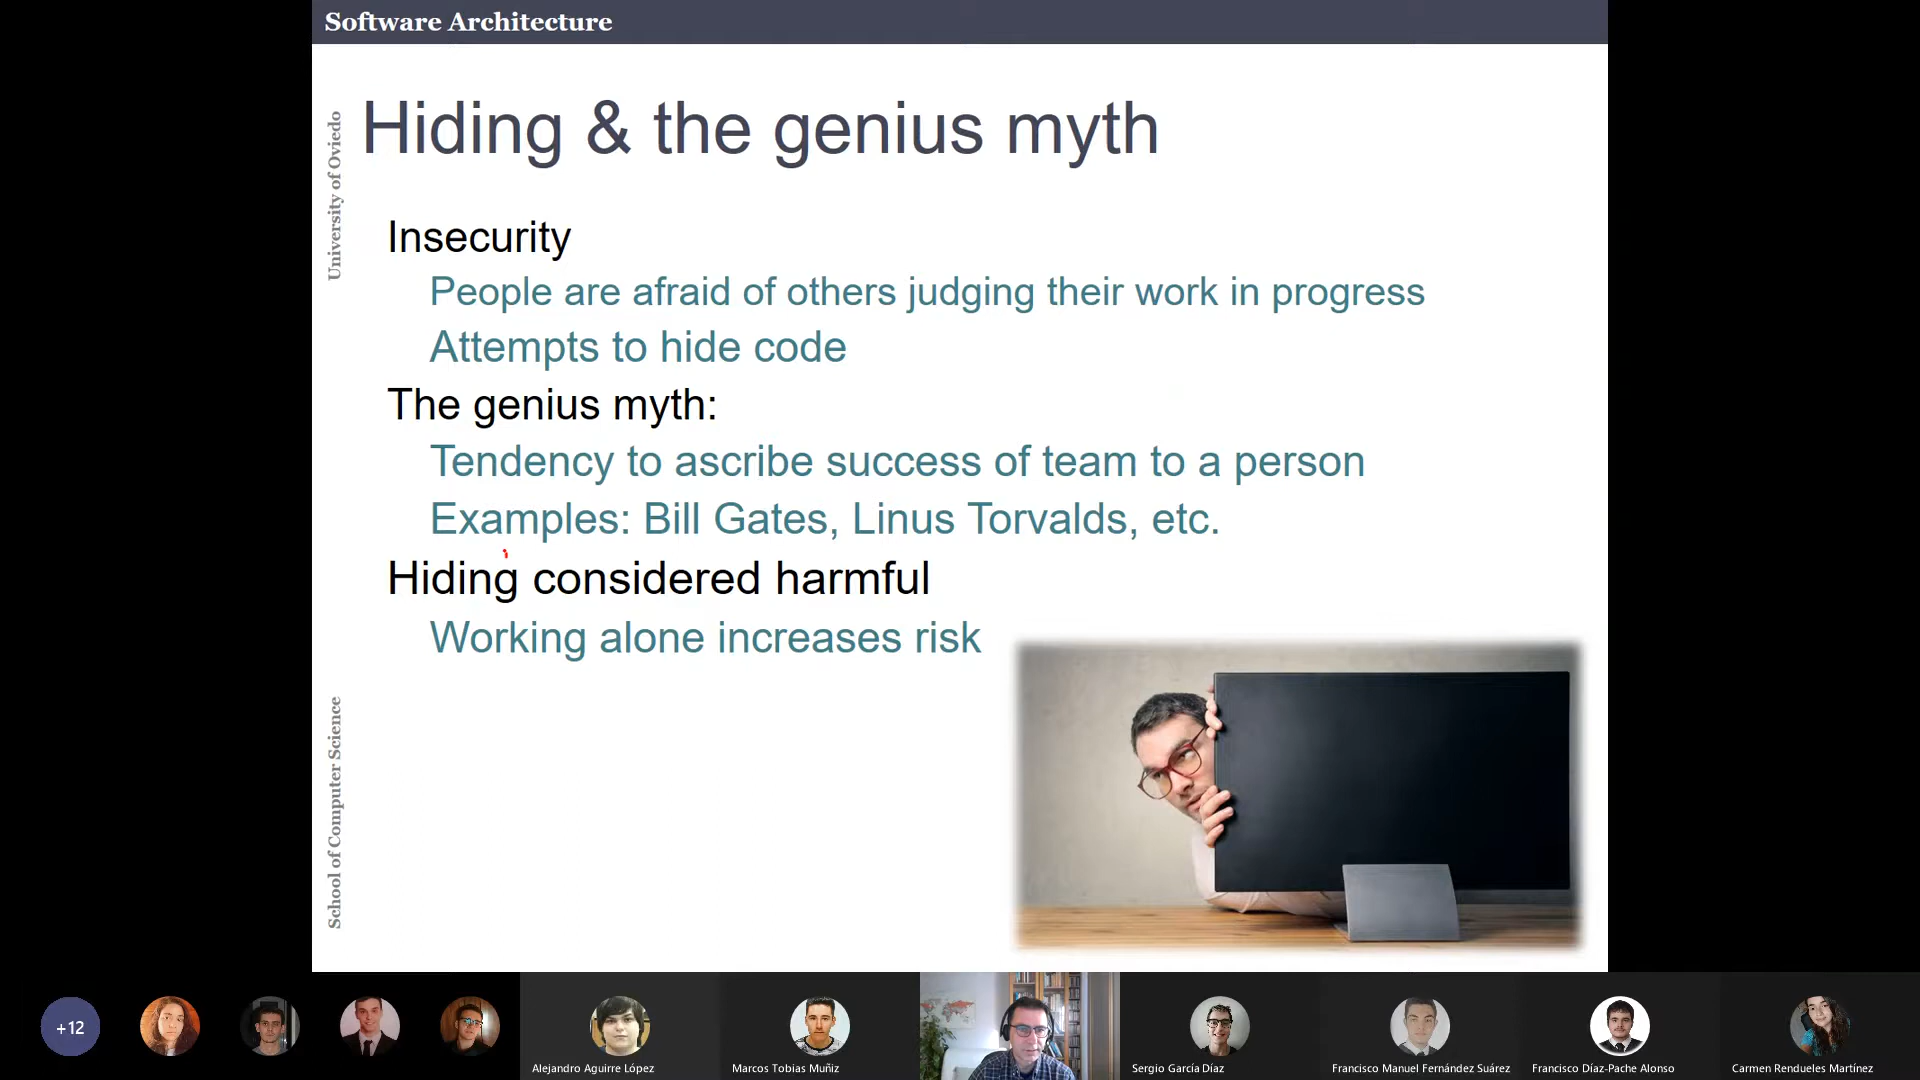 Software Architecture
University of Oviedo
Hiding & the genius myth
Insecurity
People are afraid of others judging their work in progress
Attempts to hide code
The genius myth:
Tendency to ascribe success of team to a person
Examples: Bill Gates, Linus Torvalds, etc.
Hiding considered harmful
Working alone increases risk
School of Computer Science
+12
Alejandro Aguirre López
Marcos Tobias Muñiz
Sergio García Díaz
Francisco Manuel Fernández Suárez
Francisco Díaz-Pache Alonso
Carmen Rendueles Martínez